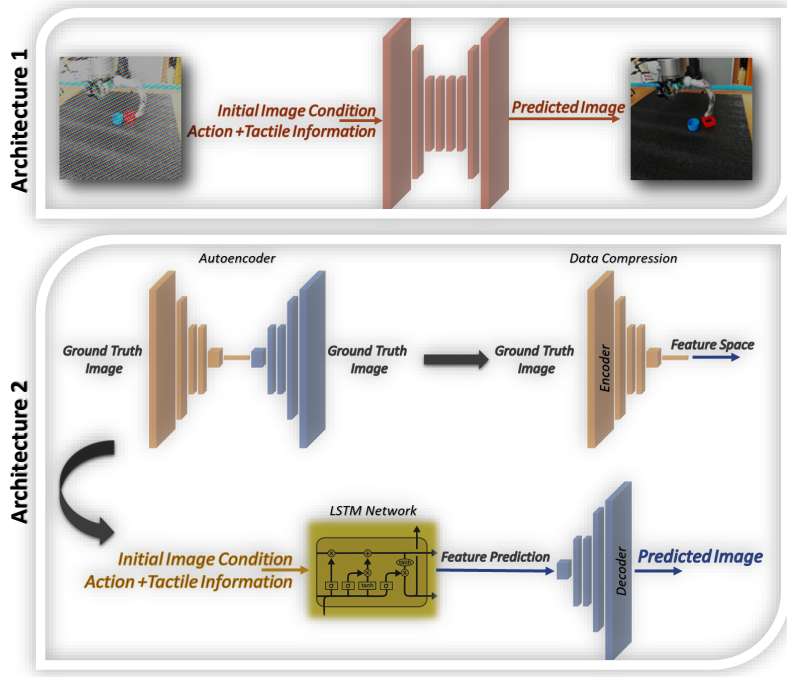 Architecture 1
Initial Image Condition
Action +Tactile Information
Predicted Image
Architecture 2
Autoencoder
Data Compression
Ground Truth
Image
Ground Truth
Image
Ground Truth
Image
Encoder
Feature Space
LSTM Network
Initial Image Condition
Action +Tactile Information
σ
σ
tanh
σ
tanh
Feature Prediction
Decoder
Predicted Image